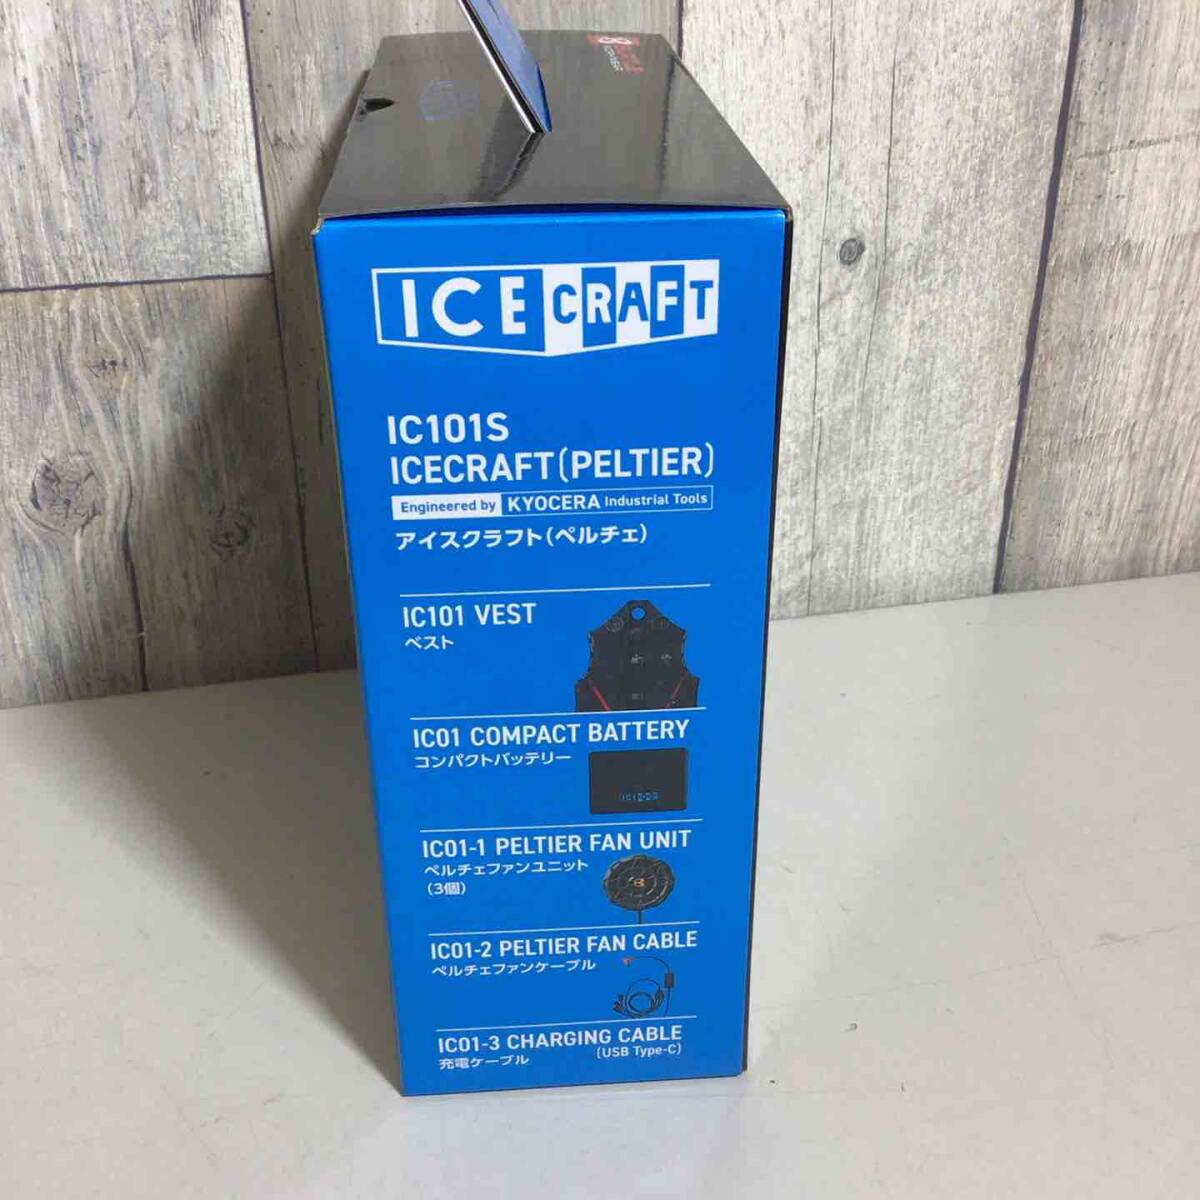 ICE CRAFT
IC101S
ICECRAFT(PELTIER)
Engineered by KYOCERA Industrial Tools
アイスクラフト(ペルチェ)
IC101 VEST
ベスト
IC01 COMPACT BATTERY
コンパクトバッテリー
IC01-1 PELTIER FAN UNIT
ペルチェファンユニット
(3個)
IC01-2 PELTIER FAN CABLE
ペルチェファンケーブル
IC01-3 CHARGING CABLE
充電ケーブル (USB Type-C)